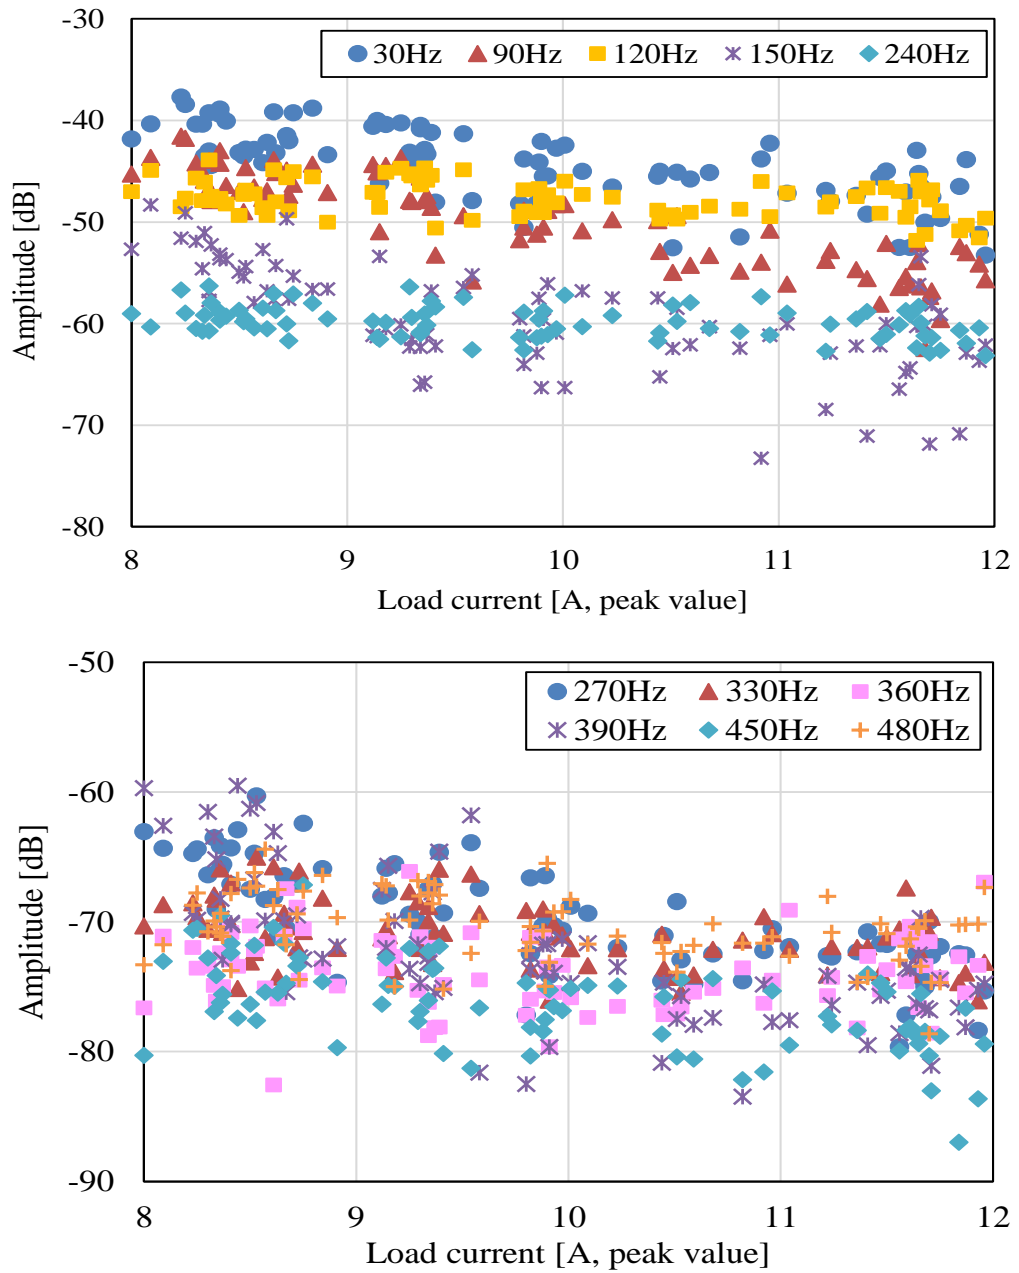 -30
30Hz 90Hz 120Hz 150Hz 240Hz
-40
-50
-60
-70
-80
Amplitude [dB]
8 9 10 11 12
Load current [A, peak value]
-50
270Hz 330Hz 360Hz
390Hz 450Hz 480Hz
-60
-70
-80
-90
Amplitude [dB]
8 9 10 11 12
Load current [A, peak value]